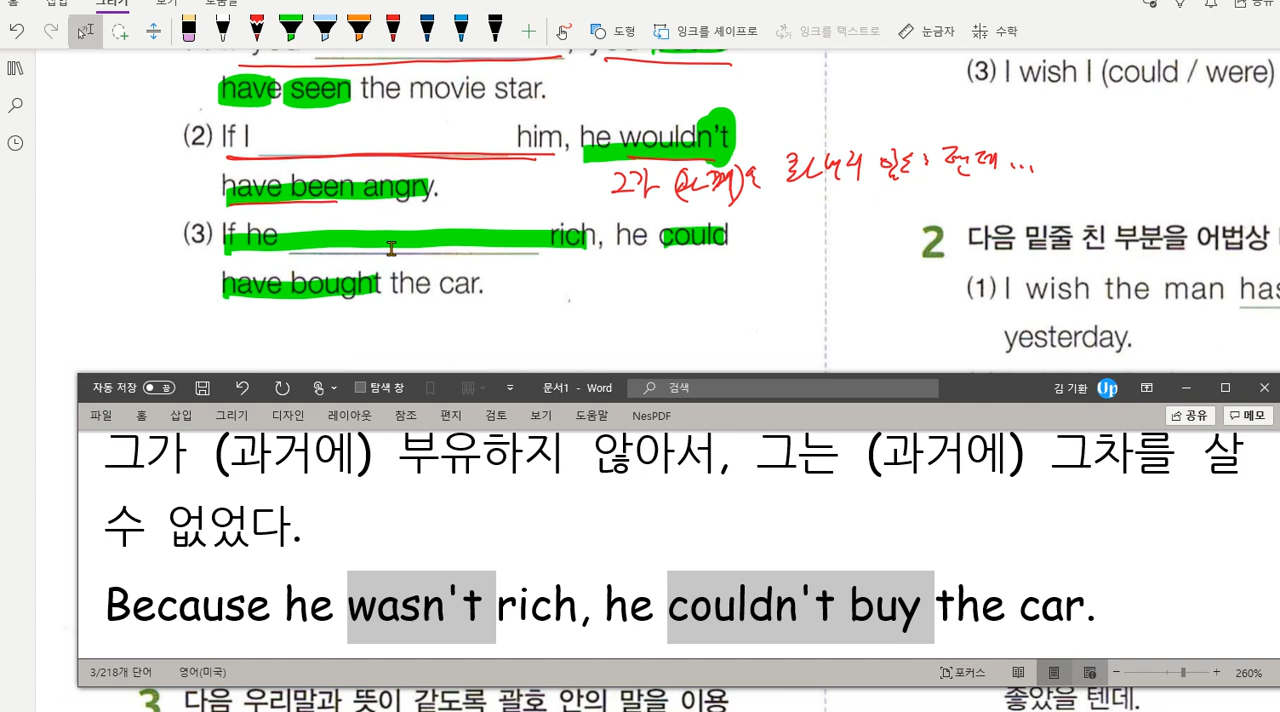 그리기
도형
잉크를 셰이프로
잉크를 텍스트로
눈금자
수학
have seen the movie star.
(2) If I ____ him, he wouldn't
have been angry.
(3) If he ____ rich, he could
have bought the car.
그가
(3) I wish I (could / were)
2 다음 밑줄 친 부분을 어법상
(1) I wish the man has
yesterday.
자동 저장 끔
탐색 창
문서1 - Word
검색
김 기환
Up
파일 홈 삽입 그리기 디자인 레이아웃 참조 편지 검토 보기 도움말 NesPDF
공유 메모
그가 (과거에) 부유하지 않아서, 그는 (과거에) 그차를 살
수 없었다.
Because he wasn't rich, he couldn't buy the car.
3/218개 단어 영어(미국) 포커스 260%
3 다음 우리말과 뜻이 같도록 괄호 안의 말을 이용
좋았을 텐데.